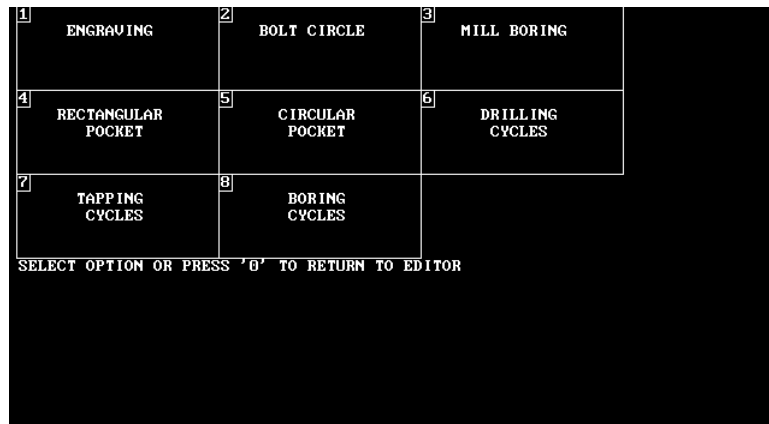 1
ENGRAVING
2
BOLT CIRCLE
3
MILL BORING
4
RECTANGULAR
POCKET
5
CIRCULAR
POCKET
6
DRILLING
CYCLES
7
TAPPING
CYCLES
8
BORING
CYCLES
SELECT OPTION OR PRESS '0' TO RETURN TO EDITOR